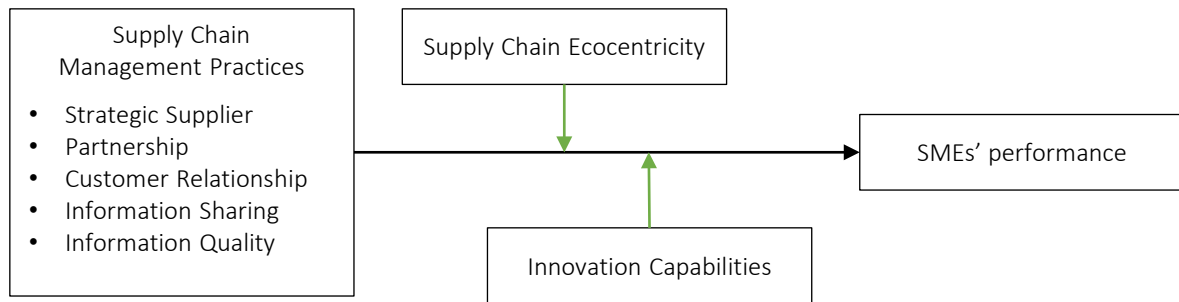 Supply Chain
Management Practices
• Strategic Supplier
• Partnership
• Customer Relationship
• Information Sharing
• Information Quality
Supply Chain Ecocentricity
SMEs’ performance
Innovation Capabilities